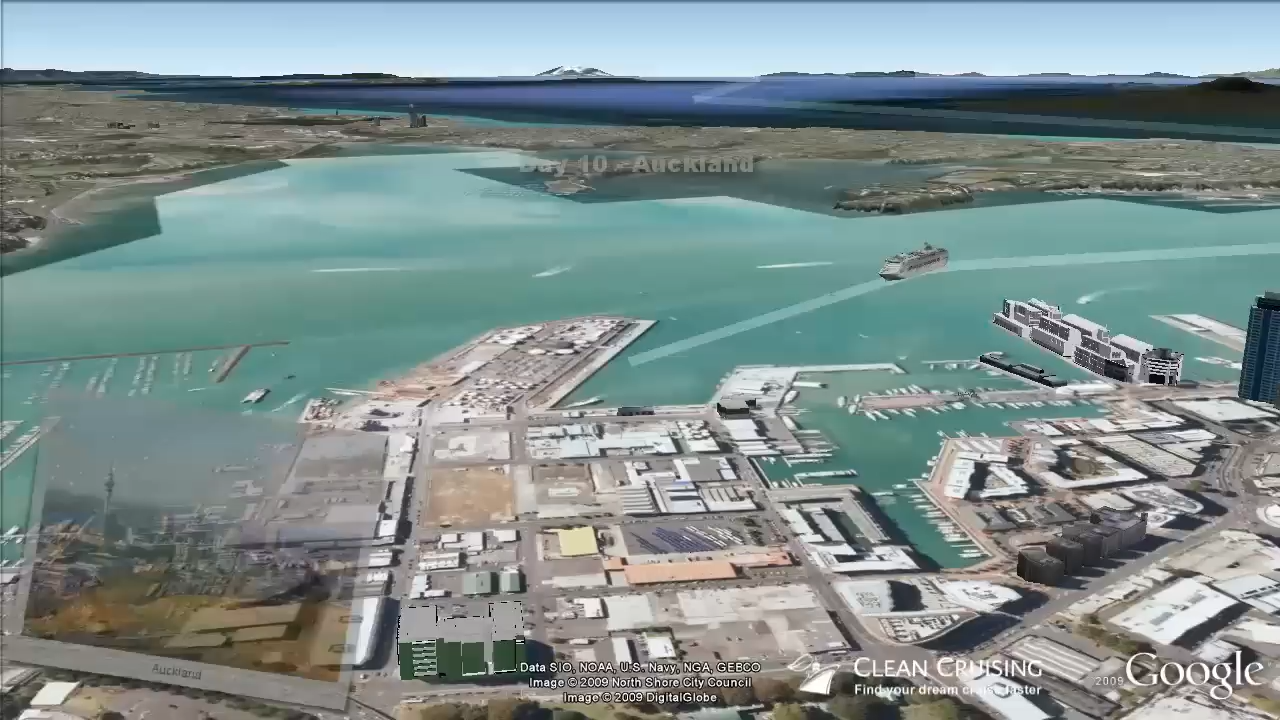 Day 10 - Auckland
Auckland
Data SIO, NOAA, U.S. Navy, NGA, GEBCO
Image © 2009 North Shore City Council
Image © 2009 DigitalGlobe
CLEAN CRUISING
Find your dream cruise faster
2009 Google